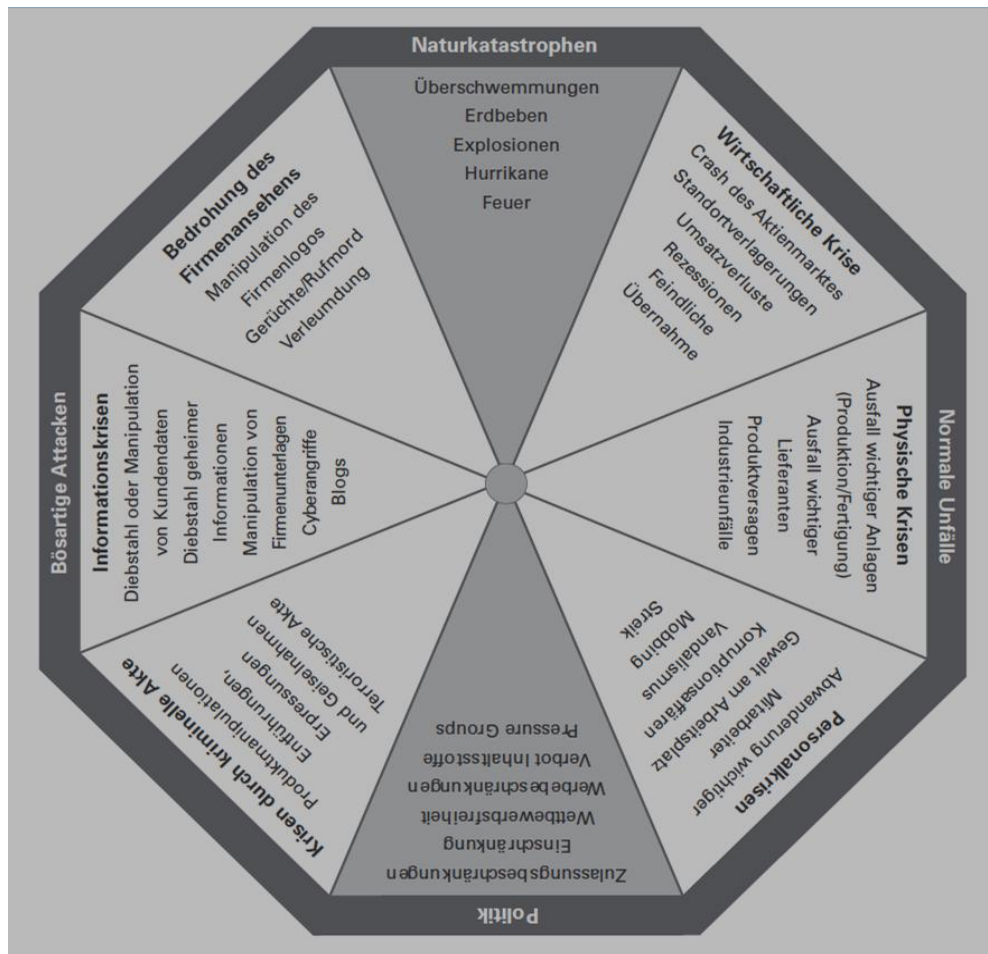 Naturkatastrophen
Überschwemmungen
Erdbeben
Explosionen
Hurrikane
Feuer
Wirtschaftliche Krise
Crash des Aktienmarktes
Standortverlagerungen
Umsatzverluste
Rezessionen
Feindliche
Übernahme
Normale Unfälle
Physische Krisen
Ausfall wichtiger Anlagen
(Produktion/Fertigung)
Ausfall wichtiger
Lieferanten
Produktversagen
Industrieunfälle
Personalkrisen
Abwanderung wichtiger
Mitarbeiter
Gewalt am Arbeitsplatz
Korruptionsaffären
Vandalismus
Mobbing
Streik
Politik
Zulassungsbeschränkungen
Einschränkung
Wettbewerbsfreiheit
Werbebeschränkungen
Verbot Inhaltsstoffe
Pressure Groups
Krisen durch kriminelle Akte
Produktmanipulationen
Entführungen,
Erpressungen
und Geiselnahmen
Terroristische Akte
Bösartige Attacken
Informationskrisen
Diebstahl oder Manipulation
von Kundendaten
Diebstahl geheimer
Informationen
Manipulation von
Firmenunterlagen
Cyberangriffe
Blogs
Bedrohung des
Firmenansehens
Manipulation des
Firmenlogos
Gerüchte/Rufmord
Verleumdung